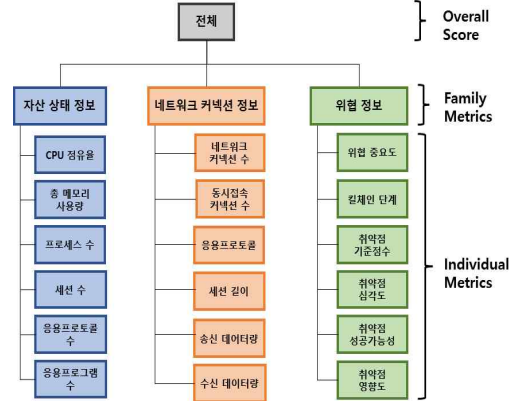 전체
Overall
Score
자산 상태 정보
네트워크 커넥션 정보
위협 정보
Family
Metrics
CPU 점유율
총 메모리
사용량
프로세스 수
세션 수
응용프로토콜
수
응용프로그램
수
네트워크
커넥션 수
동시접속
커넥션 수
응용프로토콜
세션 길이
송신 데이터량
수신 데이터량
위협 중요도
킬체인 단계
취약점
기준점수
취약점
심각도
취약점
성공가능성
취약점
영향도
Individual
Metrics